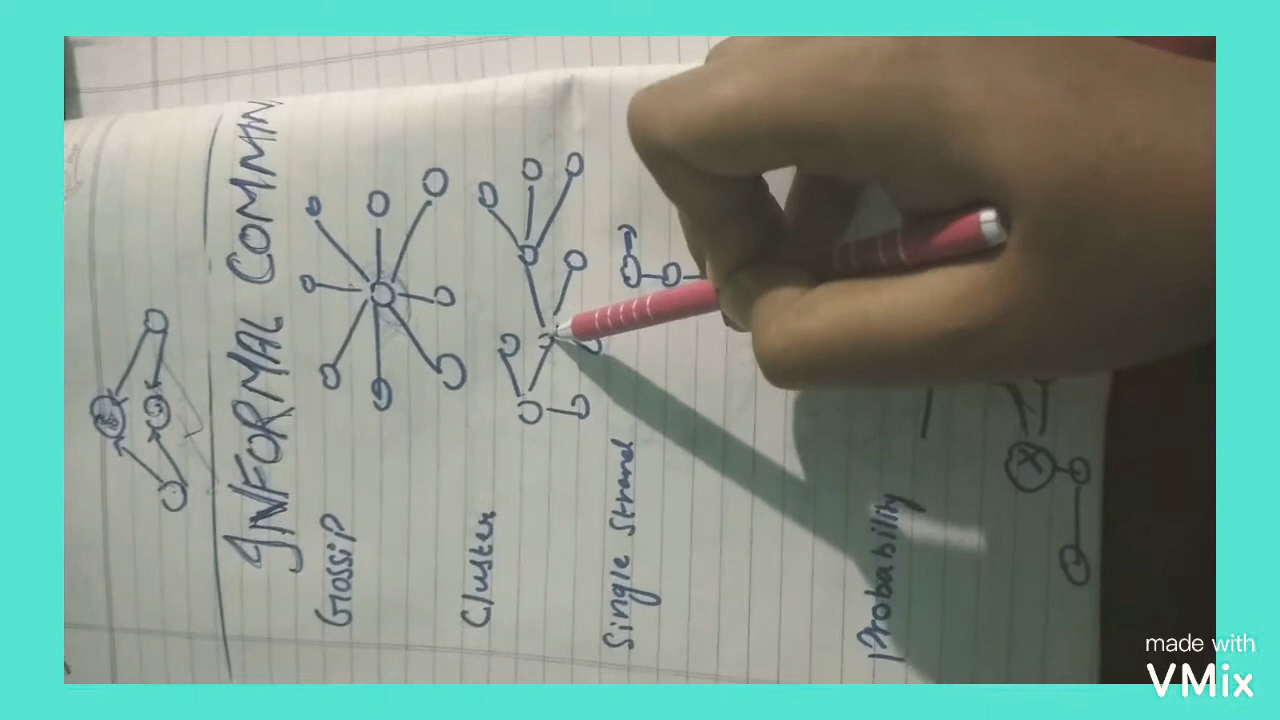 INFORMAL COMMN
Gossip
Cluster
Single Strand
Probability
made with
VMix